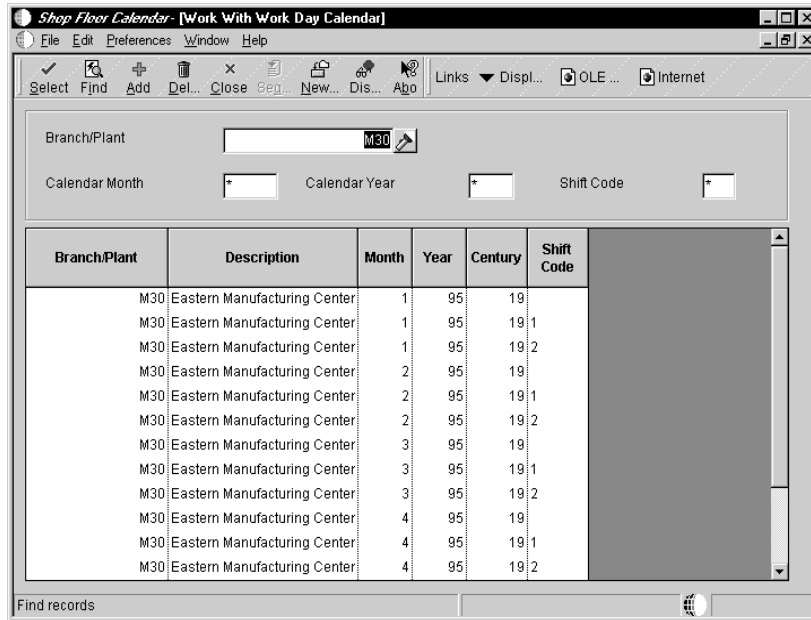 Shop Floor Calendar - [Work With Work Day Calendar]
File Edit Preferences Window Help
Select Find Add Del... Close Seq... New... Dis... Abo Links Displ... OLE ... Internet
Branch/Plant M30
Calendar Month * Calendar Year * Shift Code *
Branch/Plant Description Month Year Century Shift Code
M30 Eastern Manufacturing Center 1 95 19
M30 Eastern Manufacturing Center 1 95 19 1
M30 Eastern Manufacturing Center 1 95 19 2
M30 Eastern Manufacturing Center 2 95 19
M30 Eastern Manufacturing Center 2 95 19 1
M30 Eastern Manufacturing Center 2 95 19 2
M30 Eastern Manufacturing Center 3 95 19
M30 Eastern Manufacturing Center 3 95 19 1
M30 Eastern Manufacturing Center 3 95 19 2
M30 Eastern Manufacturing Center 4 95 19
M30 Eastern Manufacturing Center 4 95 19 1
M30 Eastern Manufacturing Center 4 95 19 2
Find records